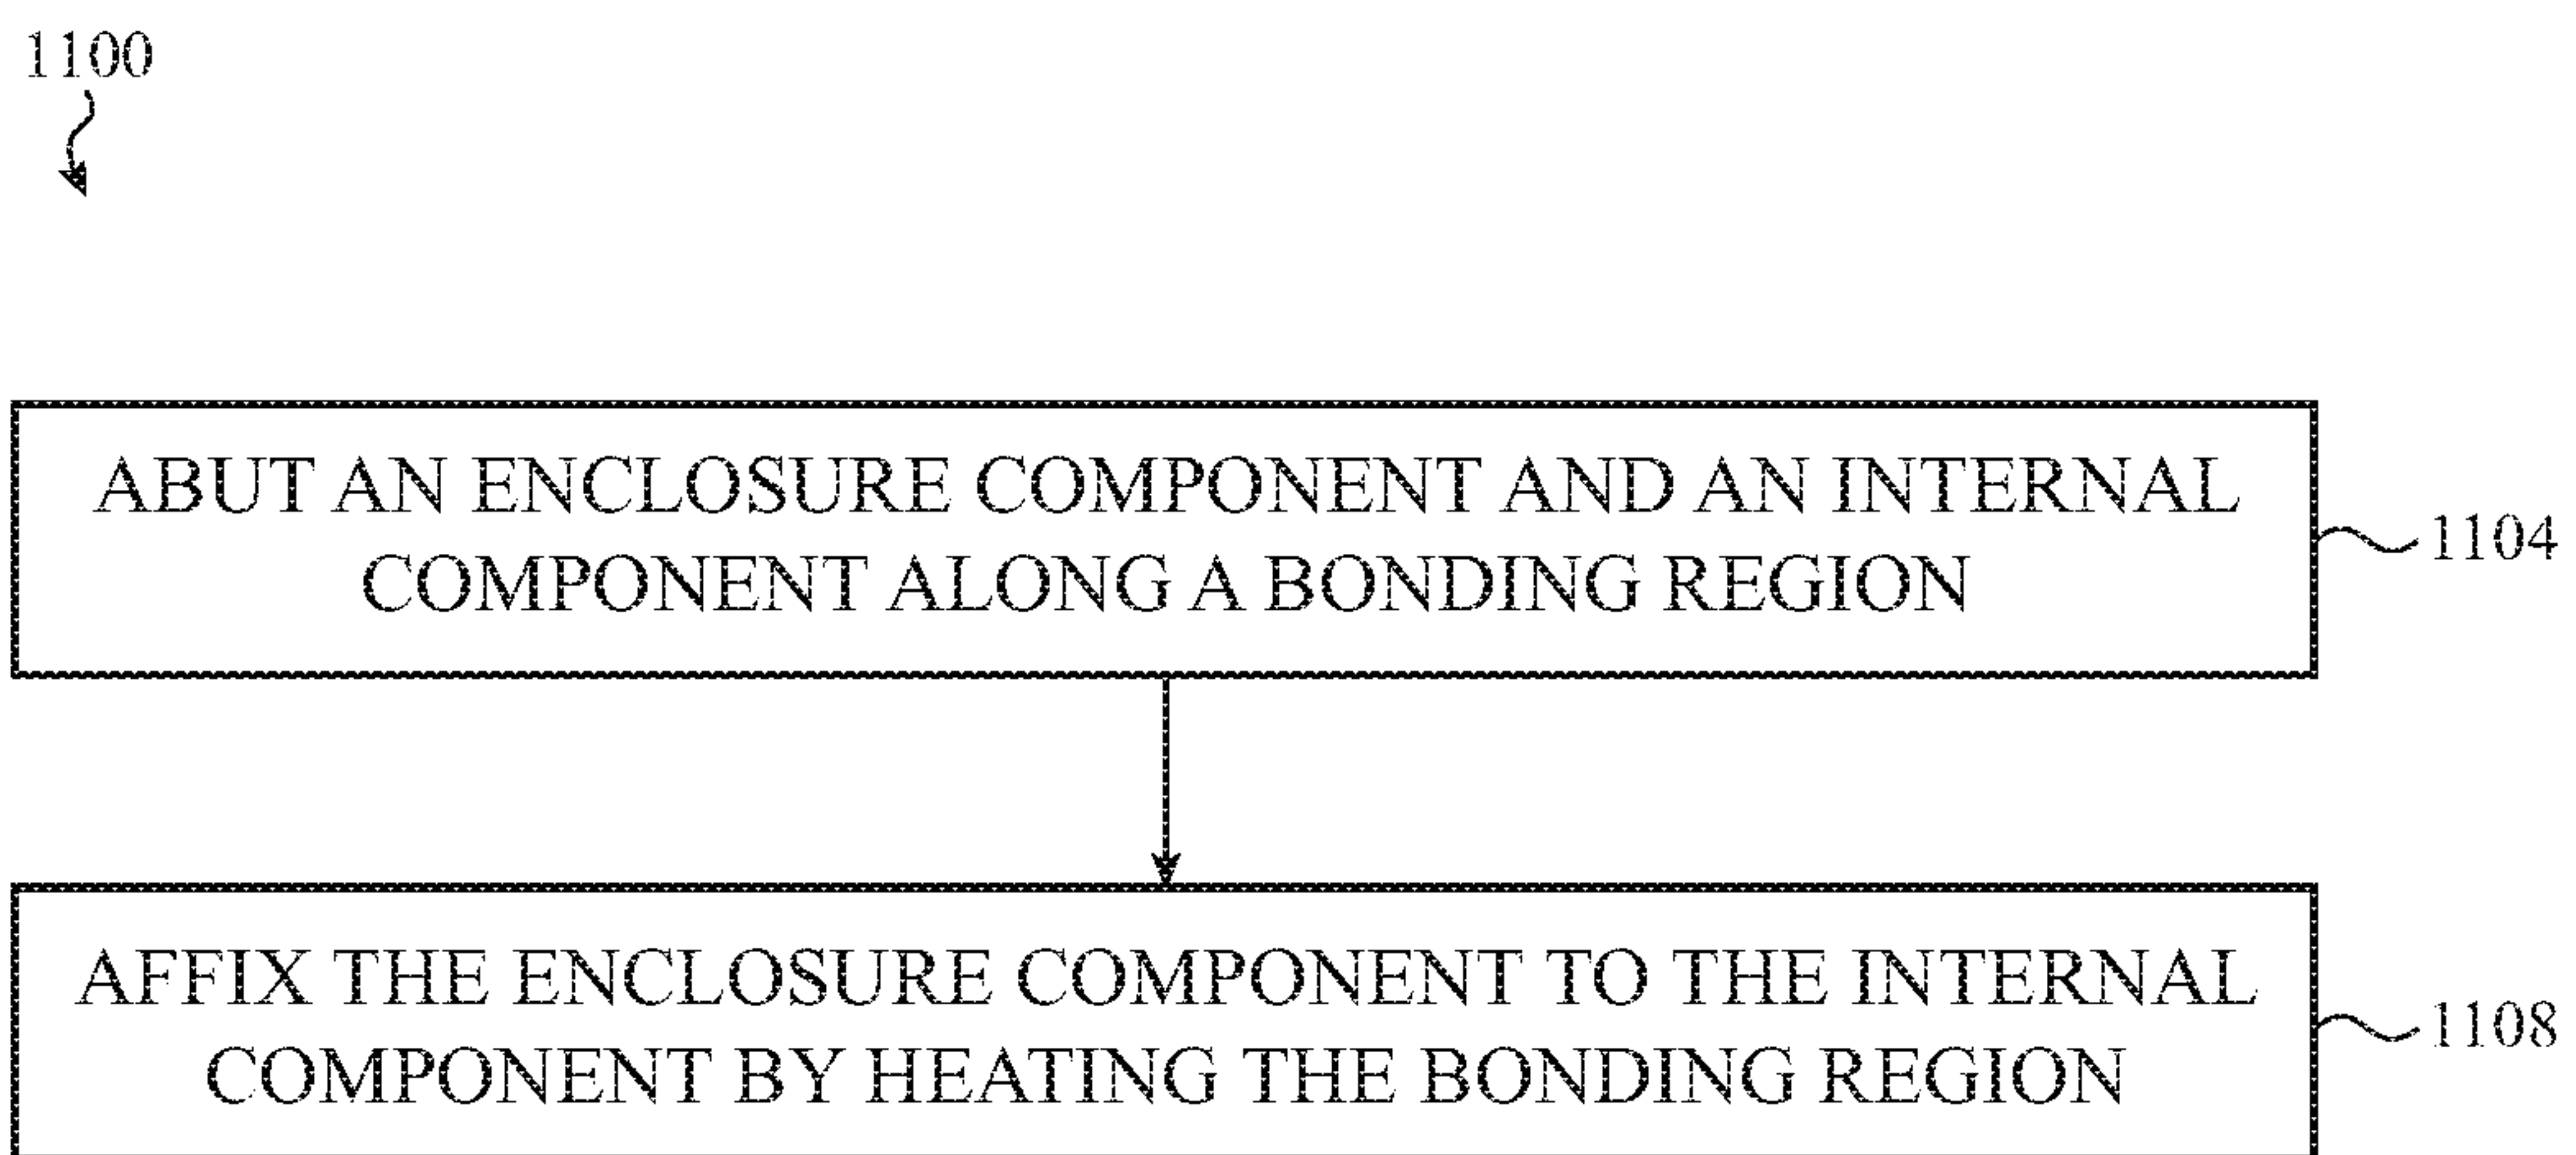 1100
ABUT AN ENCLOSURE COMPONENT AND AN INTERNAL
COMPONENT ALONG A BONDING REGION
1104
AFFIX THE ENCLOSURE COMPONENT TO THE INTERNAL
COMPONENT BY HEATING THE BONDING REGION
1108